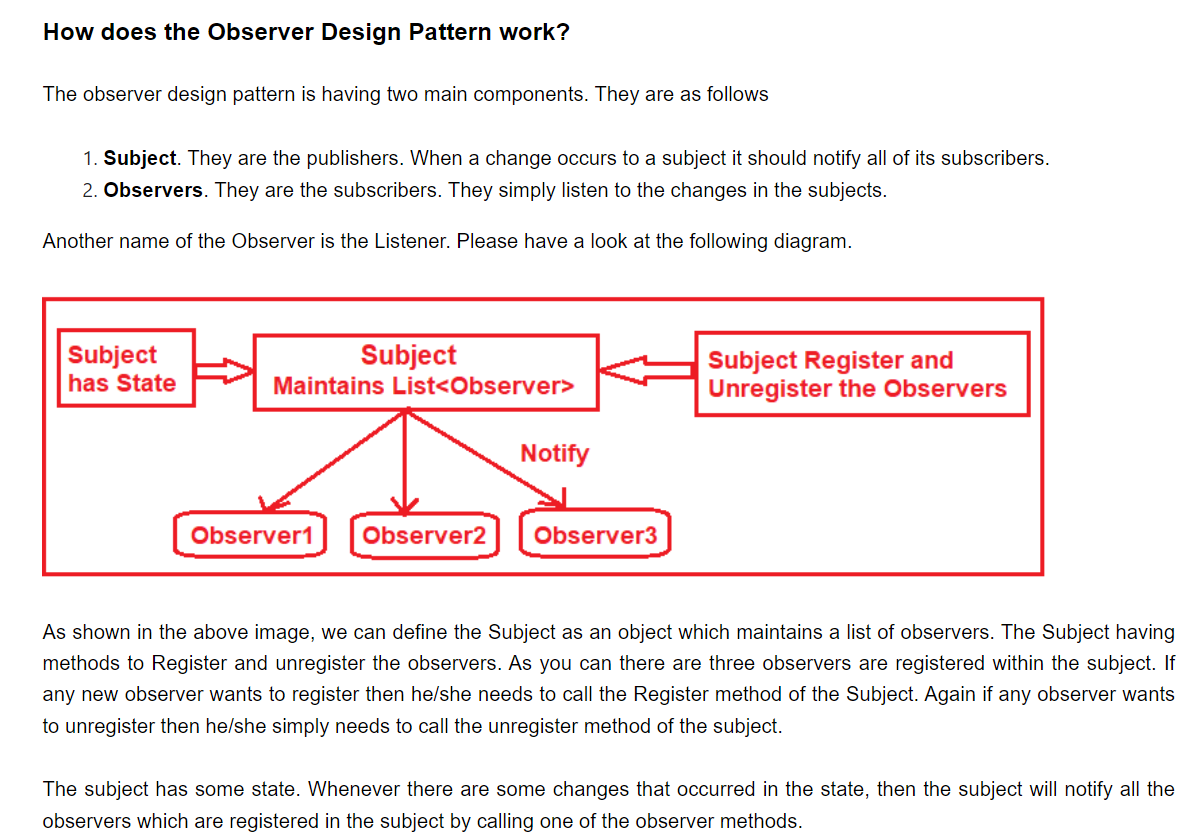 How does the Observer Design Pattern work?
The observer design pattern is having two main components. They are as follows
1. Subject. They are the publishers. When a change occurs to a subject it should notify all of its subscribers.
2. Observers. They are the subscribers. They simply listen to the changes in the subjects.
Another name of the Observer is the Listener. Please have a look at the following diagram.
Subject
has State
Subject
Maintains List<Observer>
Subject Register and
Unregister the Observers
Notify
Observer1
Observer2
Observer3
As shown in the above image, we can define the Subject as an object which maintains a list of observers. The Subject having
methods to Register and unregister the observers. As you can there are three observers are registered within the subject. If
any new observer wants to register then he/she needs to call the Register method of the Subject. Again if any observer wants
to unregister then he/she simply needs to call the unregister method of the subject.
The subject has some state. Whenever there are some changes that occurred in the state, then the subject will notify all the
observers which are registered in the subject by calling one of the observer methods.